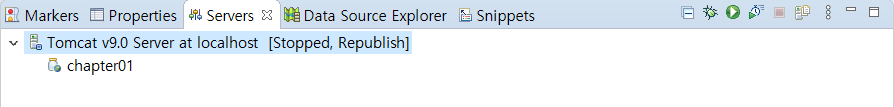 Markers Properties Servers Data Source Explorer Snippets
Tomcat v9.0 Server at localhost [Stopped, Republish]
chapter01